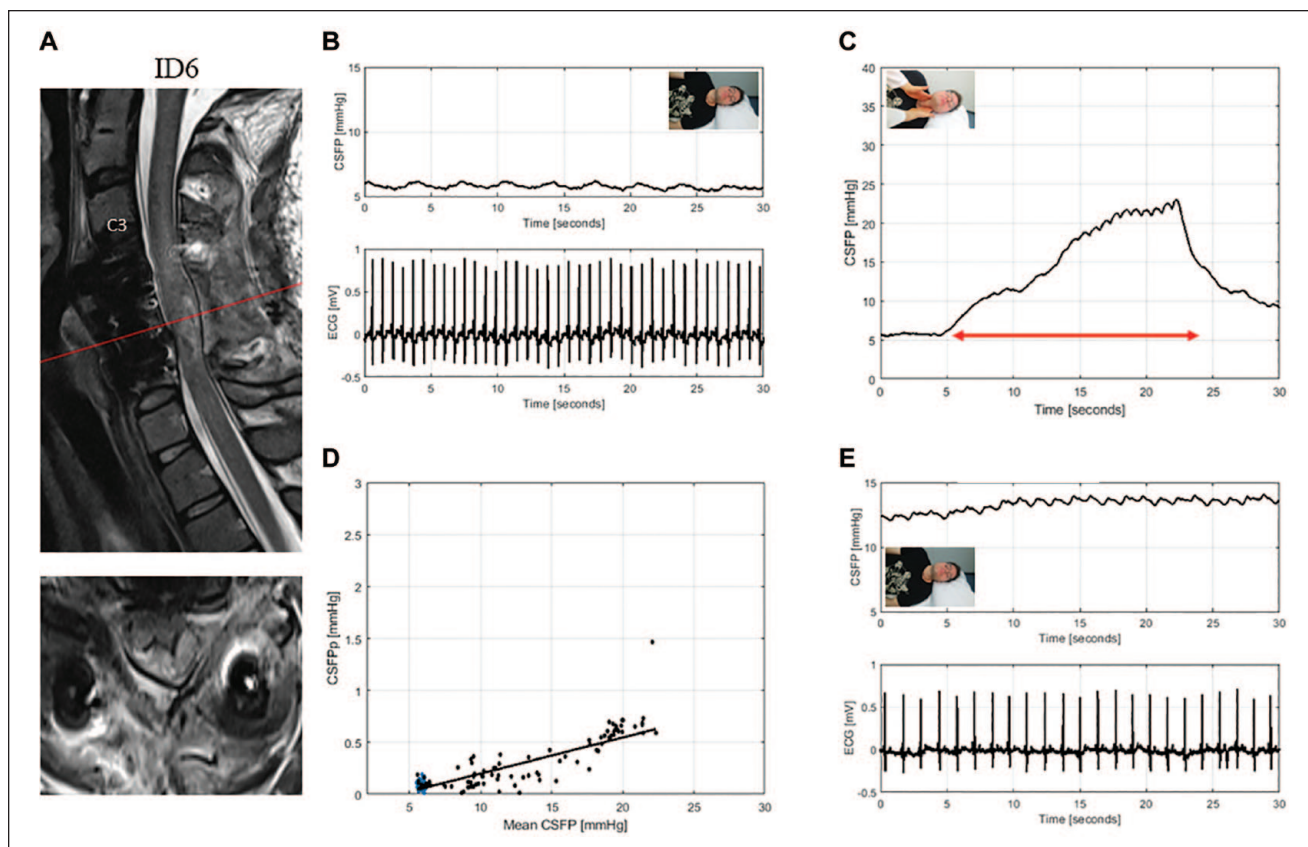 A
ID6
C3
B
CSFP [mmHg]
15
10
5
0 5 10 15 20 25 30
Time [seconds]
ECG [mV]
1
0.5
0
-0.5
0 5 10 15 20 25 30
Time [seconds]
C
CSFP [mmHg]
40
35
30
25
20
15
10
5
0
0 5 10 15 20 25 30
Time [seconds]
D
CSFPp [mmHg]
3
2.5
2
1.5
1
0.5
0
5 10 15 20 25 30
Mean CSFP [mmHg]
E
CSFP [mmHg]
15
10
5
0 5 10 15 20 25 30
Time [seconds]
ECG [mV]
1
0.5
0
-0.5
0 5 10 15 20 25 30
Time [seconds]